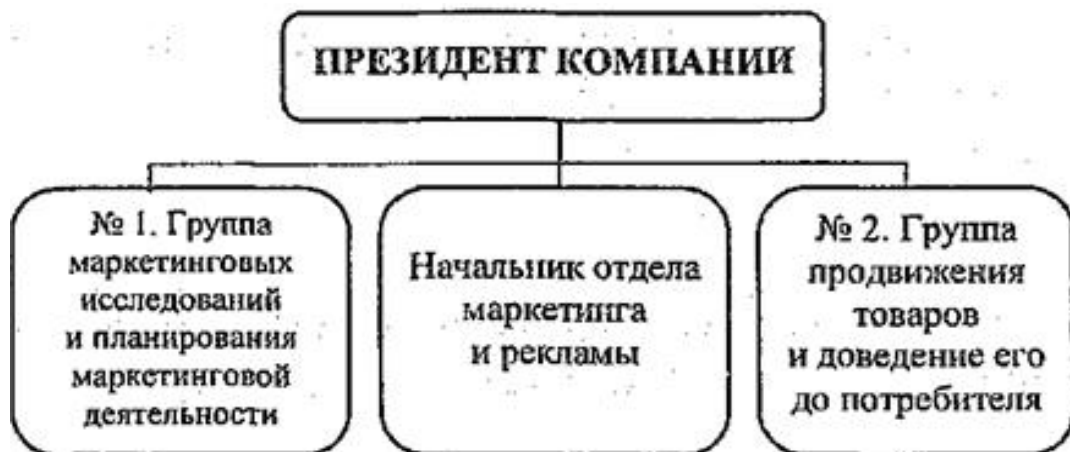 ПРЕЗИДЕНТ КОМПАНИИ
№ 1. Группа
маркетинговых
исследований
и планирования
маркетинговой
деятельности
Начальник отдела
маркетинга
и рекламы
№ 2. Группа
продвижения
товаров
и доведение его
до потребителя